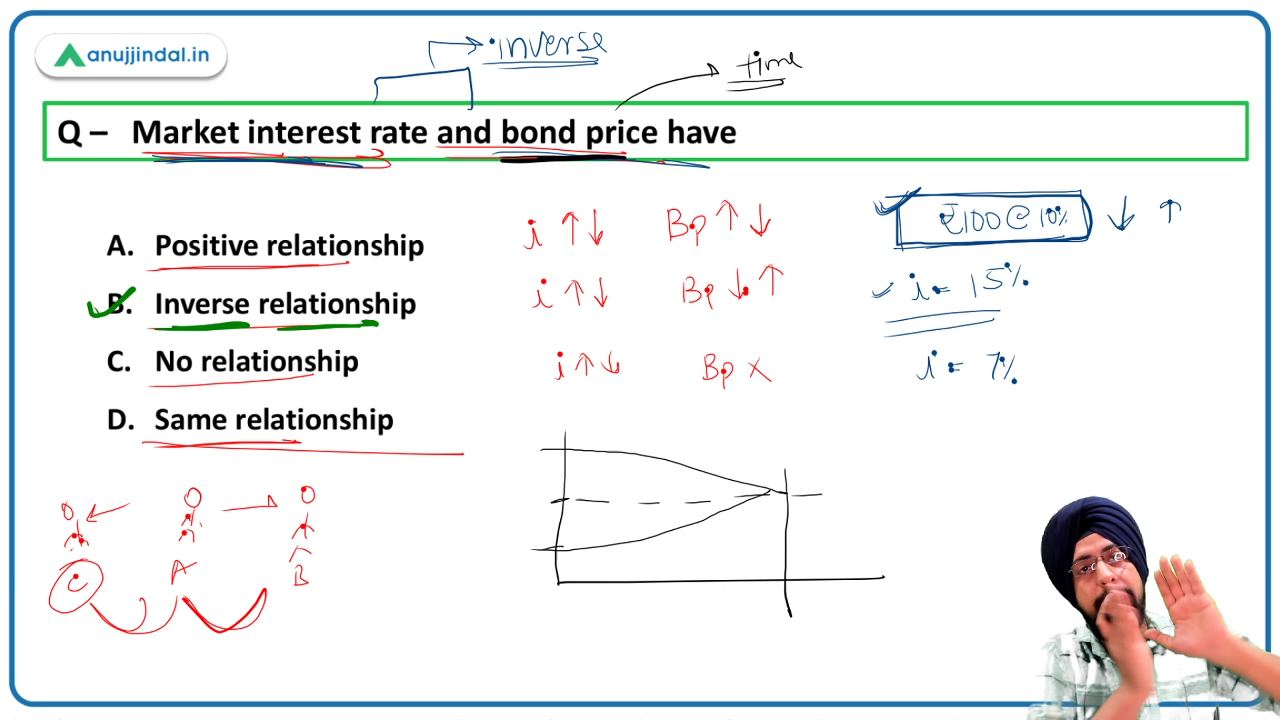 anujjindal.in
inverse
time
Q – Market interest rate and bond price have
A. Positive relationship
i ↑↓ Bp ↑↓
₹100@10% ↓ ↑
B. Inverse relationship
i ↑↓ Bp ↓↑
i = 15%
C. No relationship
i ↑↓ Bp X
i = 7%
D. Same relationship
C A B